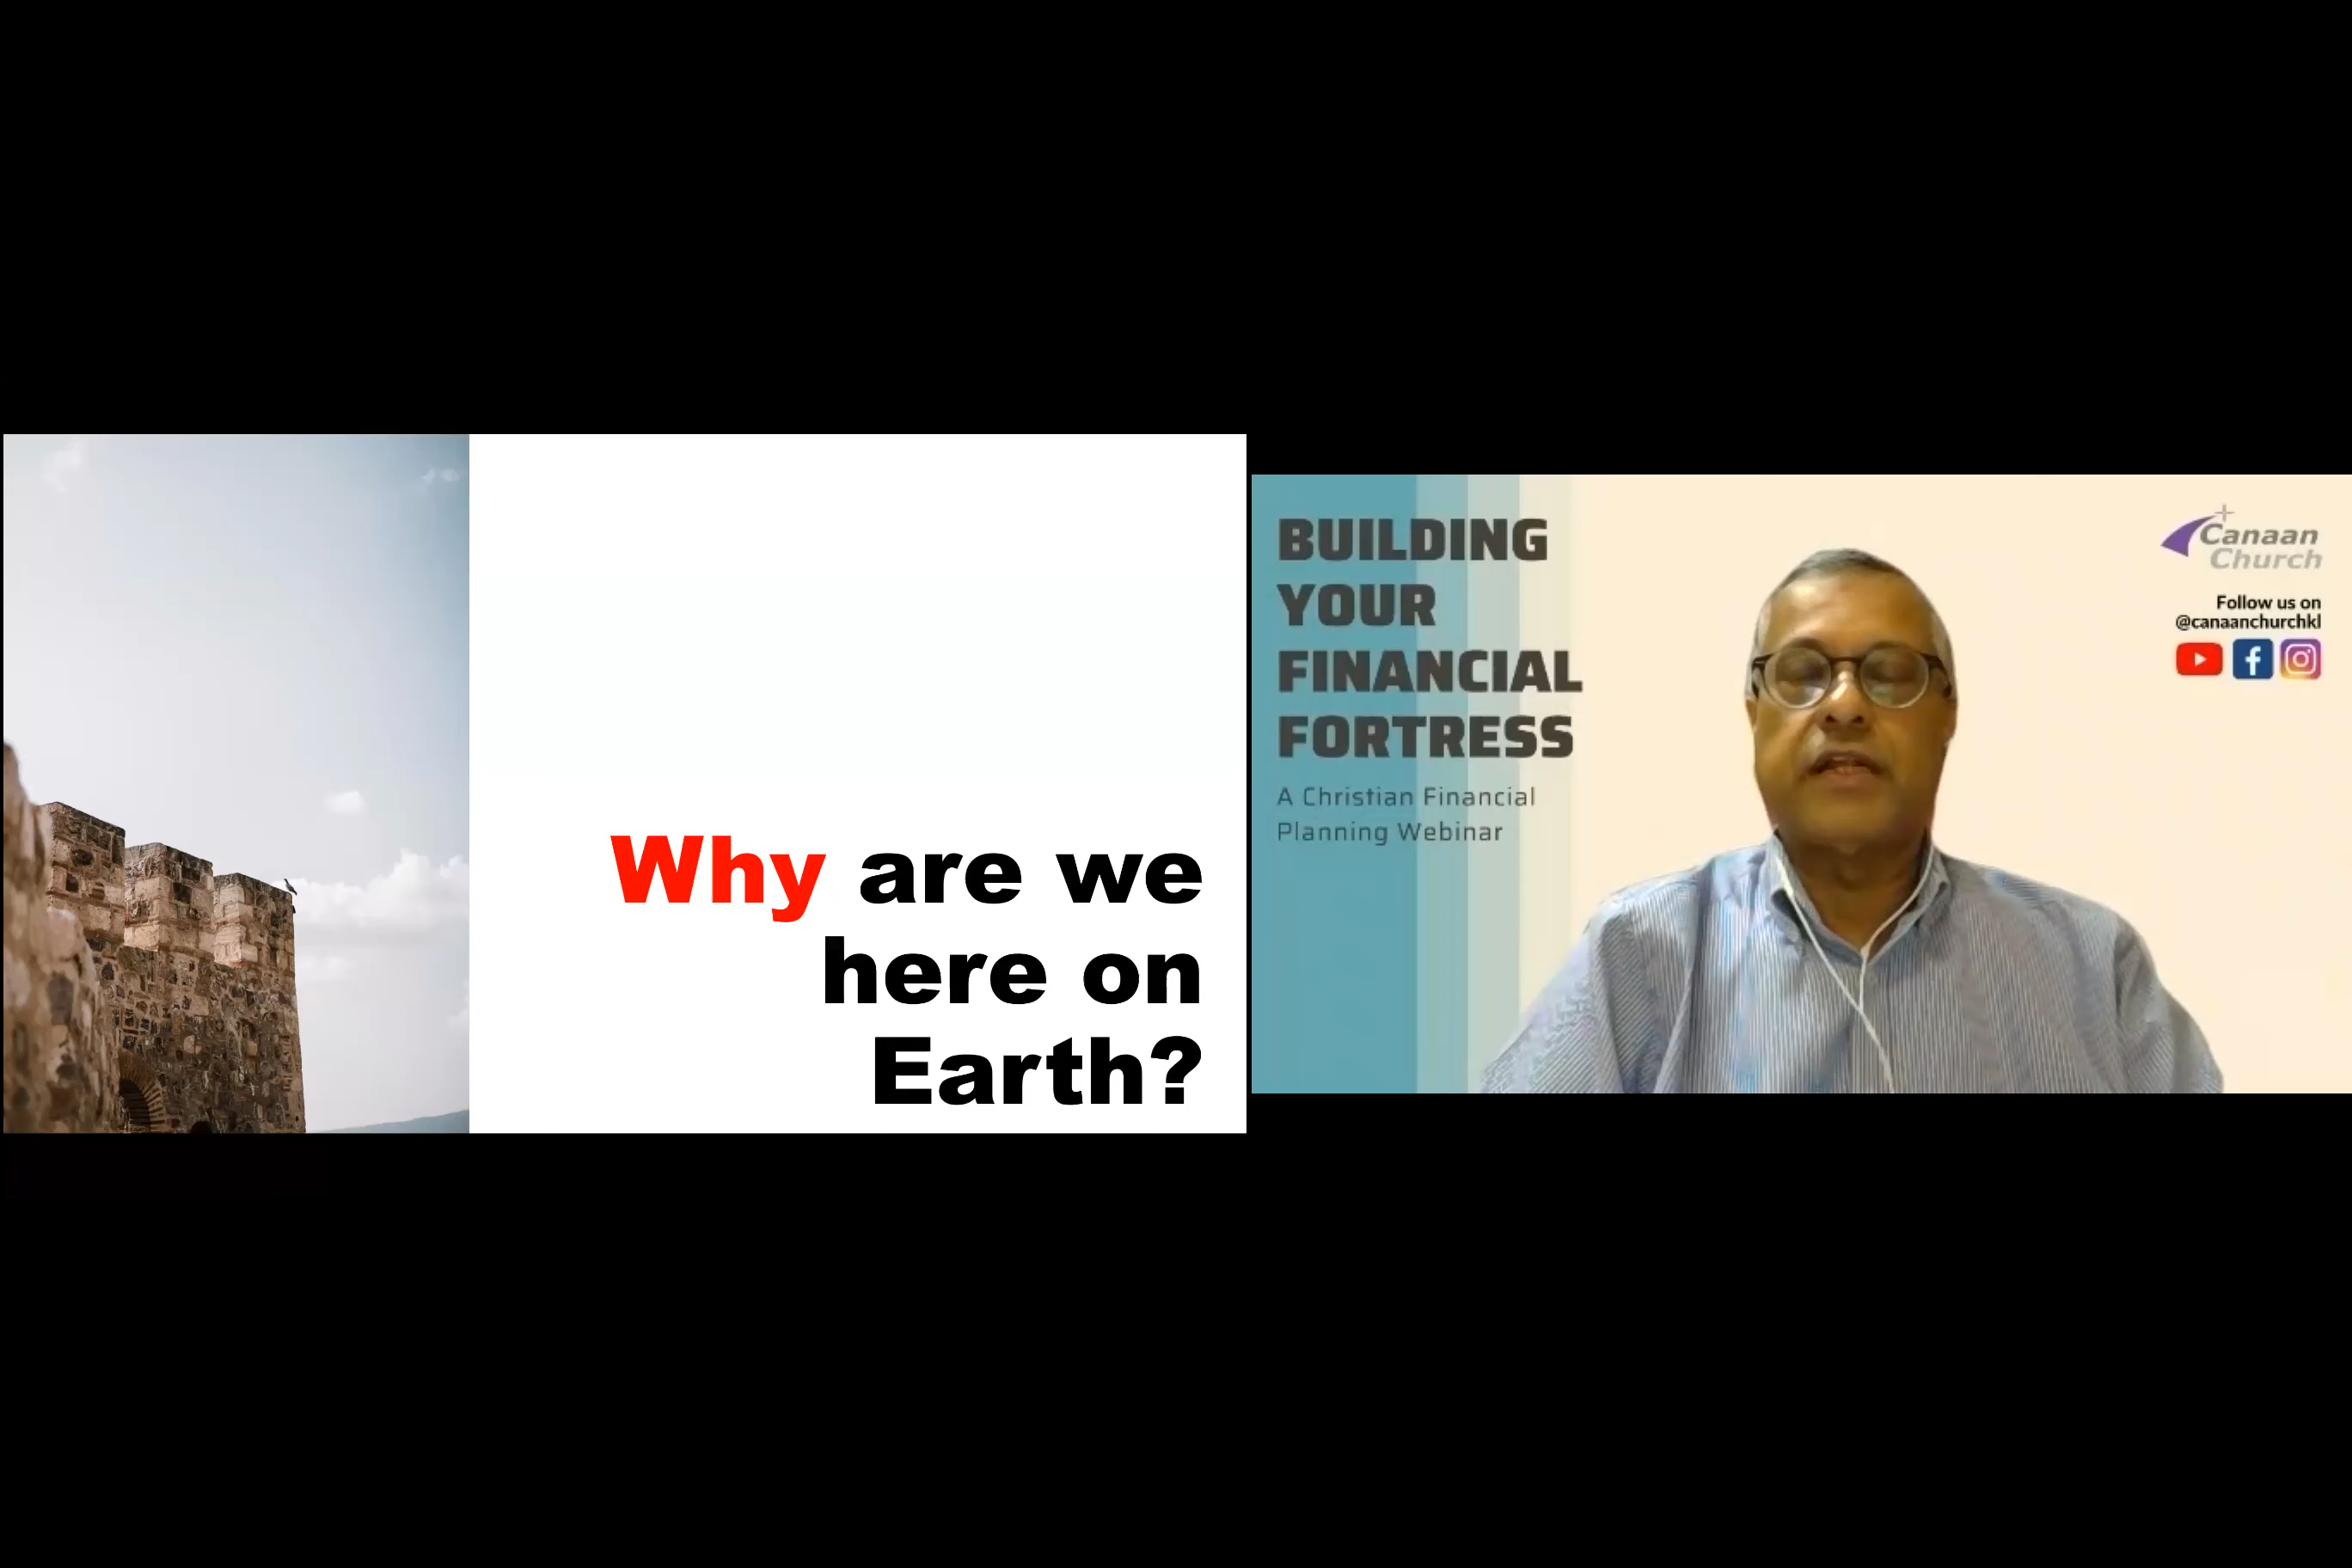 Why are we
here on
Earth?
BUILDING
YOUR
FINANCIAL
FORTRESS
A Christian Financial
Planning Webinar
Canaan
Church
Follow us on
@canaanchurchkl